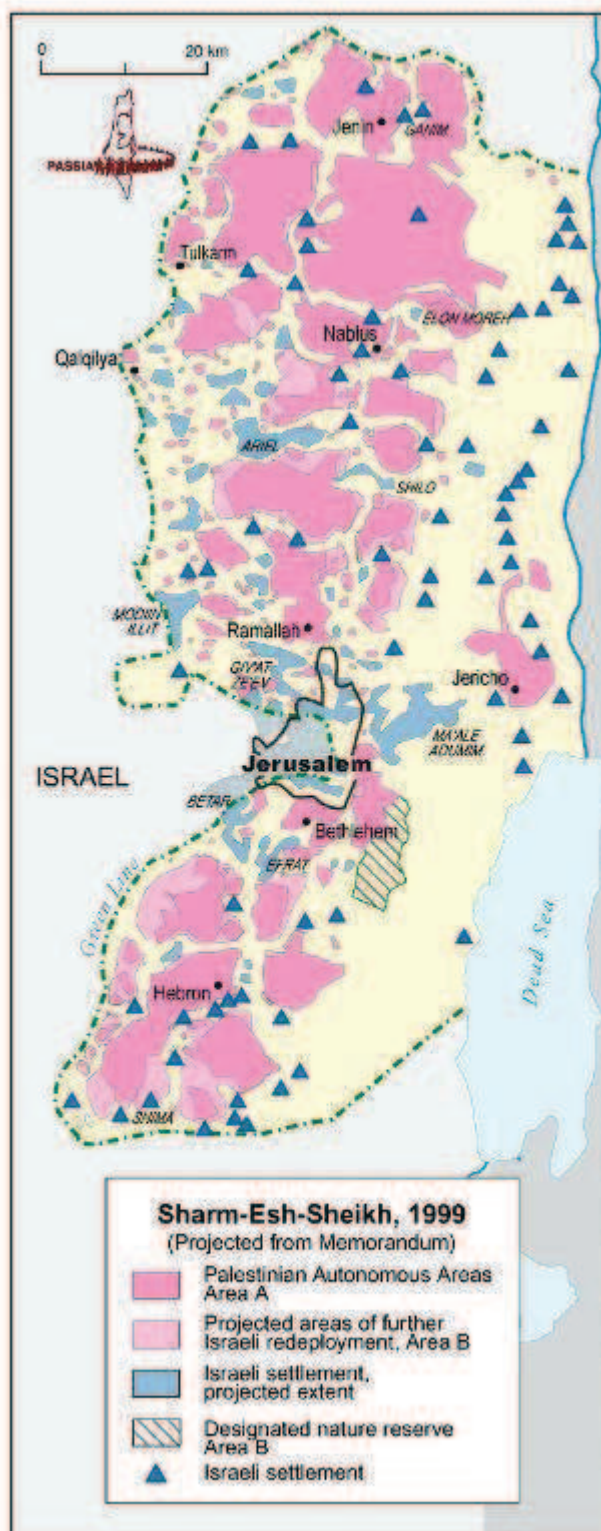 0 20 km
PASSIA
Jenin
GANIM
Tulkarm
ELON MOREH
Nablus
Qalqilya
ARIEL
SHILO
MODIIN
ILLIT
Ramallah
GIV'AT
ZE'EV
Jericho
MA'ALE
ADUMIM
Jerusalem
ISRAEL
BETAR
Bethlehem
EFRAT
Green Line
Dead Sea
Hebron
SHIMA
Sharm-Esh-Sheikh, 1999
(Projected from Memorandum)
Palestinian Autonomous Areas
Area A
Projected areas of further
Israeli redeployment, Area B
Israeli settlement,
projected extent
Designated nature reserve
Area B
Israeli settlement